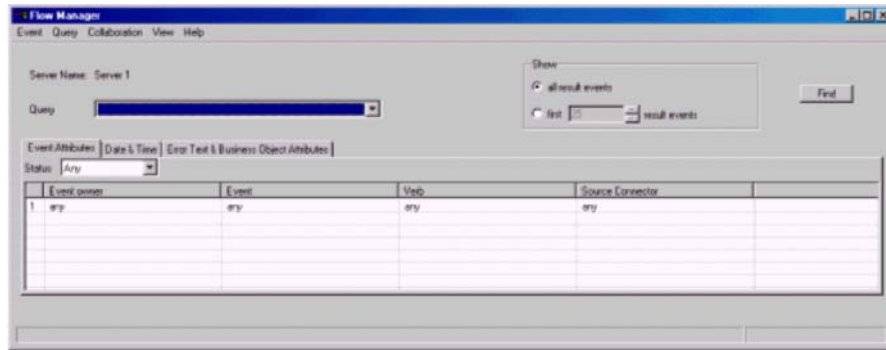 Flow Manager
Event Query Collaboration View Help
Server Name: Server 1
Show
all result events
Query
first 25 result events
Find
Event Attributes Date & Time Error Text & Business Object Attributes
Status Any
Event owner Event Verb Source Connector
1 any any any any